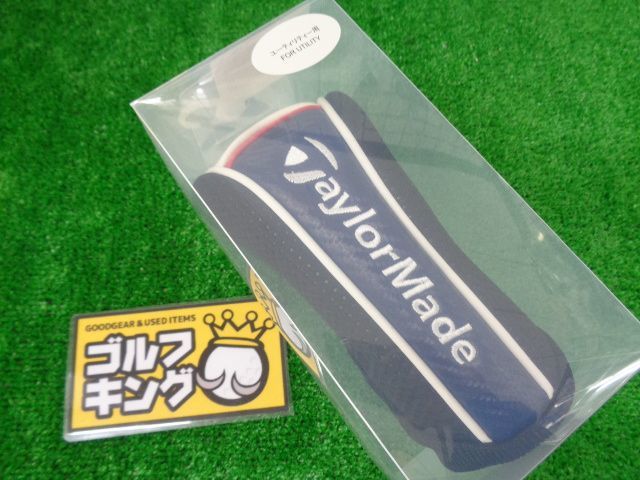 ユーティリティー用
FOR UTILITY
TaylorMade
GOODGEAR & USED ITEMS
ゴルフ
キング